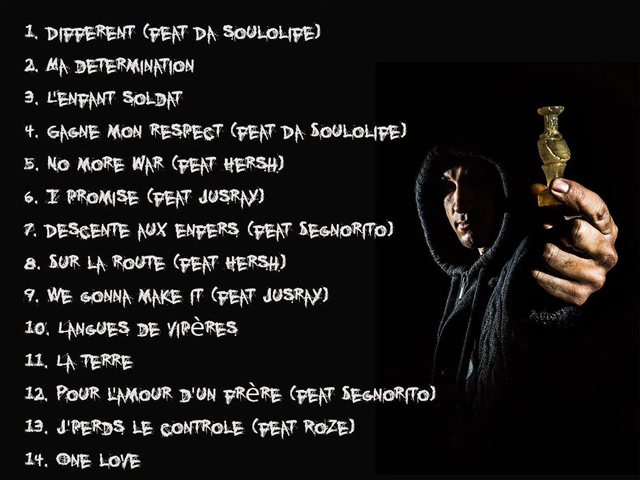 1. DIFFERENT (FEAT DA SOULOLIFE)
2. MA DETERMINATION
3. L'ENFANT SOLDAT
4. GAGNE MON RESPECT (FEAT DA SOULOLIFE)
5. NO MORE WAR (FEAT HERSH)
6. I PROMISE (FEAT JUSRAY)
7. DESCENTE AUX ENFERS (FEAT SEGNORITO)
8. SUR LA ROUTE (FEAT HERSH)
9. WE GONNA MAKE IT (FEAT JUSRAY)
10. LANGUES DE VIPÈRES
11. LA TERRE
12. POUR L'AMOUR D'UN FRÈRE (FEAT SEGNORITO)
13. J'PERDS LE CONTROLE (FEAT ROZE)
14. ONE LOVE